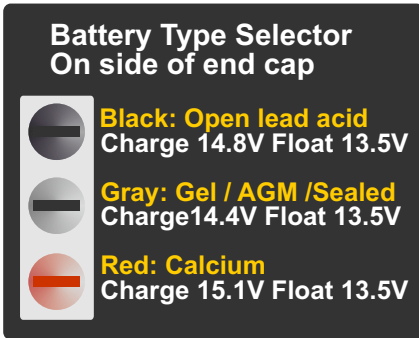 Battery Type Selector
On side of end cap
Black: Open lead acid
Charge 14.8V Float 13.5V
Gray: Gel / AGM /Sealed
Charge14.4V Float 13.5V
Red: Calcium
Charge 15.1V Float 13.5V